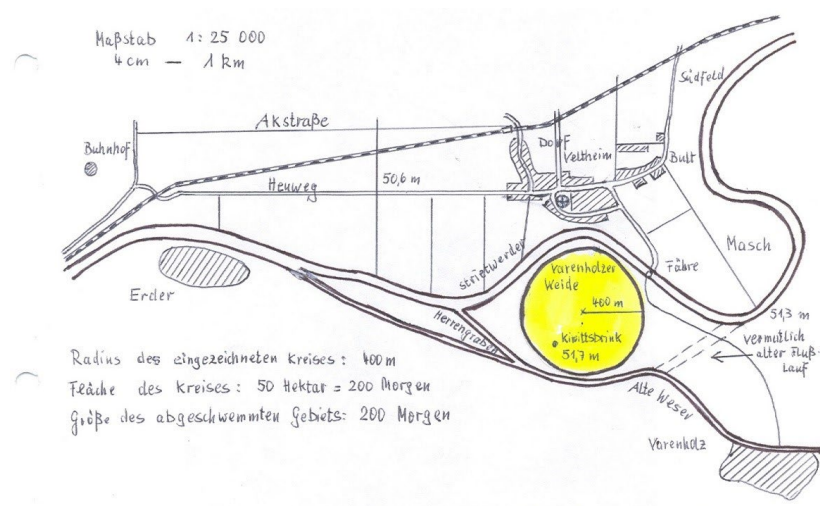 Maßstab 1: 25 000
4cm — 1 km
Südfeld
Akstraße
Dorf
Veltheim
Bahnhof
Bult
Heuweg
50,6 m
Masch
Strietwerder
Fähre
Varenholzer
Weide
Erder
400 m
51,3 m
Herrengraben
Kiwittsbrink
51,7 m
vermutlich
alter Fluß-
Lauf
Radius des eingezeichneten Kreises: 400 m
Fläche des Kreises: 50 Hektar = 200 Morgen
Größe des abgeschwemmten Gebiets: 200 Morgen
Alte Weser
Varenholz